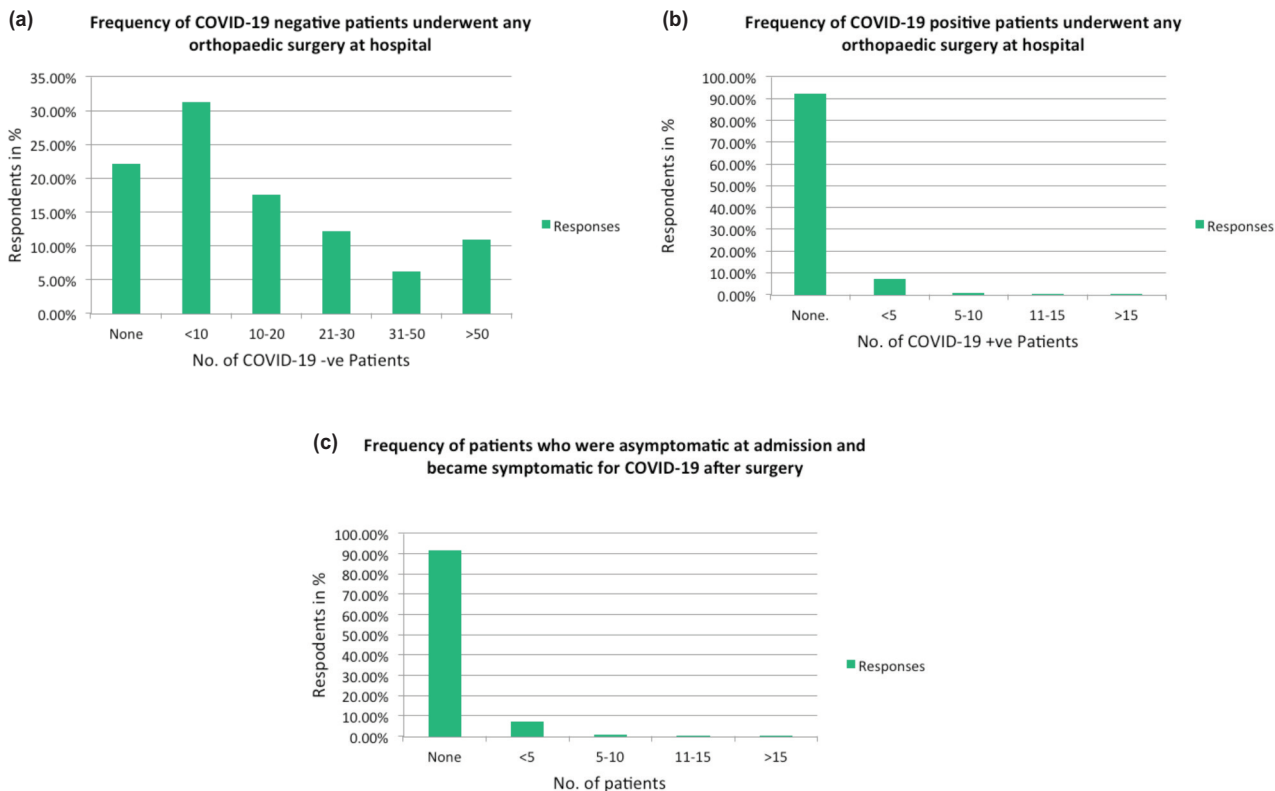 (a)
Frequency of COVID-19 negative patients underwent any
orthopaedic surgery at hospital
35.00%
30.00%
25.00%
20.00%
15.00%
10.00%
5.00%
0.00%
Respondents in %
None <10 10-20 21-30 31-50 >50
No. of COVID-19 -ve Patients
Responses
(b)
Frequency of COVID-19 positive patients underwent any
orthopaedic surgery at hospital
100.00%
90.00%
80.00%
70.00%
60.00%
50.00%
40.00%
30.00%
20.00%
10.00%
0.00%
Respondents in %
None. <5 5-10 11-15 >15
No. of COVID-19 +ve Patients
Responses
(c)
Frequency of patients who were asymptomatic at admission and
became symptomatic for COVID-19 after surgery
100.00%
90.00%
80.00%
70.00%
60.00%
50.00%
40.00%
30.00%
20.00%
10.00%
0.00%
Respodents in %
None <5 5-10 11-15 >15
No. of patients
Responses